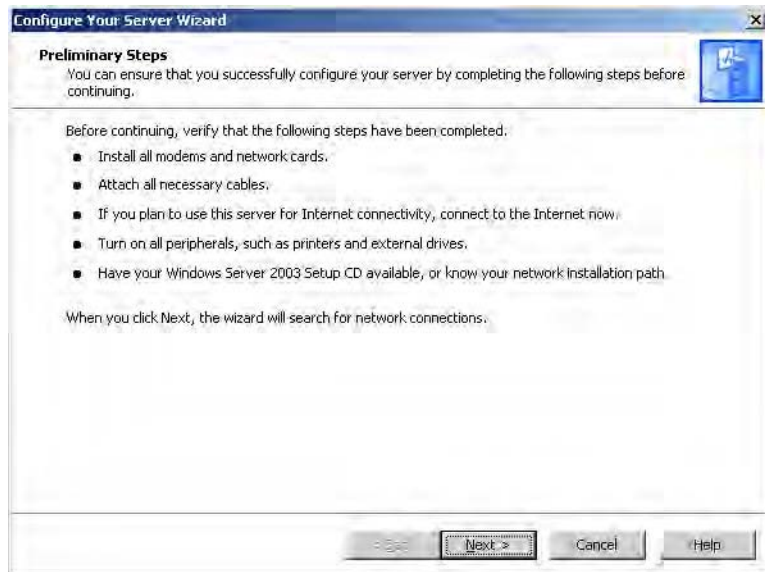 Configure Your Server Wizard
Preliminary Steps
You can ensure that you successfully configure your server by completing the following steps before
continuing.
Before continuing, verify that the following steps have been completed.
Install all modems and network cards.
Attach all necessary cables.
If you plan to use this server for Internet connectivity, connect to the Internet now.
Turn on all peripherals, such as printers and external drives.
Have your Windows Server 2003 Setup CD available, or know your network installation path.
When you click Next, the wizard will search for network connections.
Next >
Cancel
Help